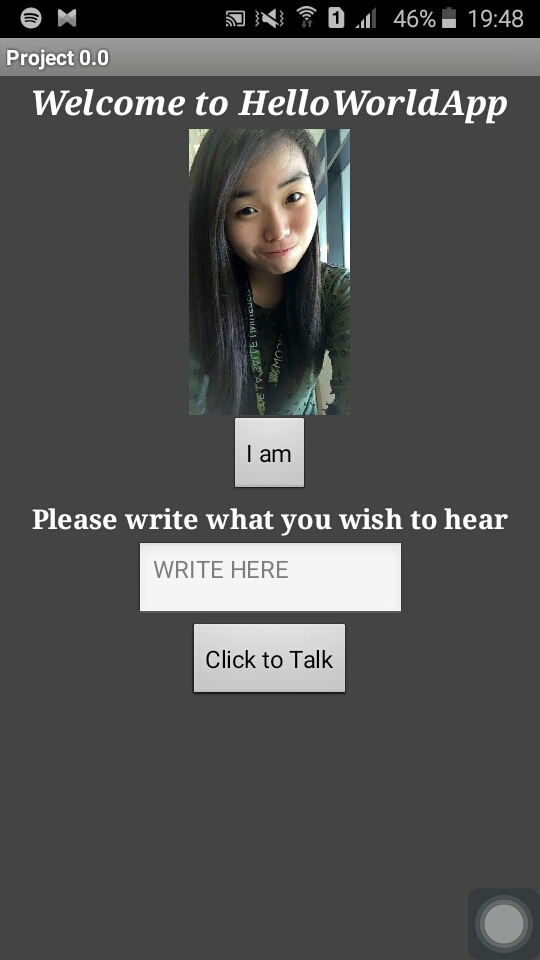 46% 19:48
Project 0.0
Welcome to HelloWorldApp
I am
Please write what you wish to hear
WRITE HERE
Click to Talk